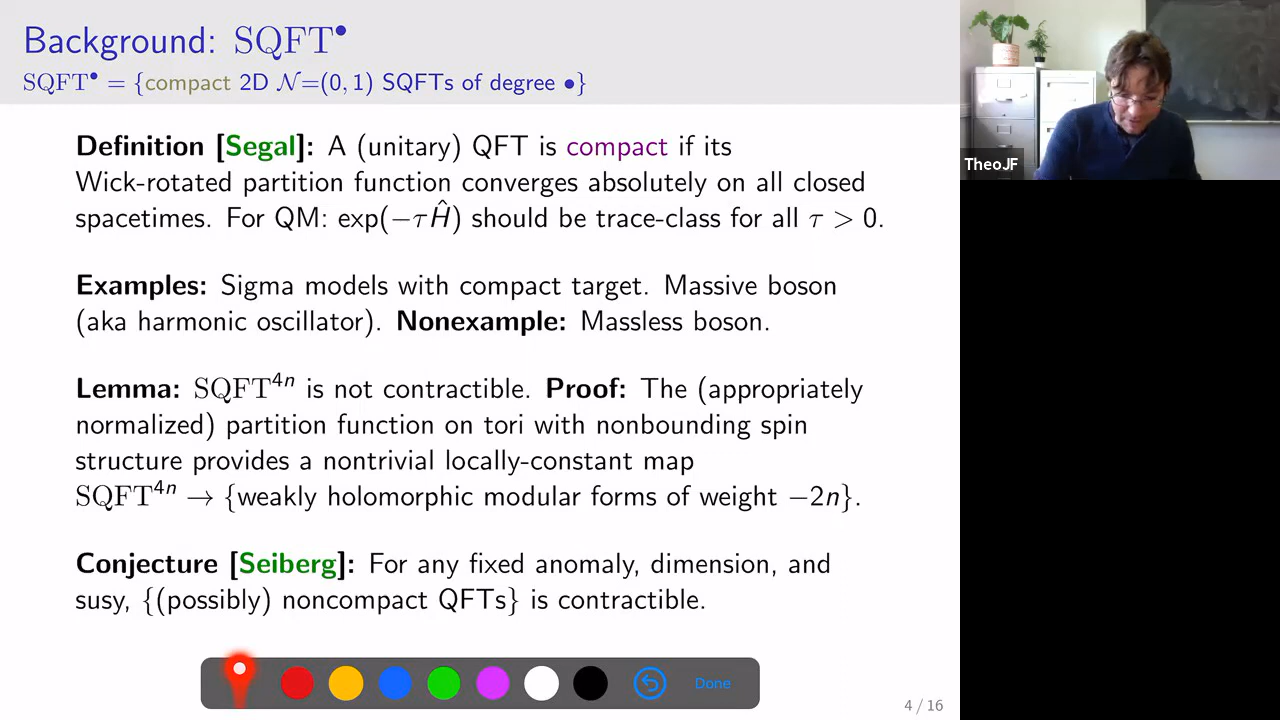 Background: SQFT•
SQFT• = {compact 2D 𝒩=(0, 1) SQFTs of degree •}
Definition [Segal]: A (unitary) QFT is compact if its
Wick-rotated partition function converges absolutely on all closed
spacetimes. For QM: exp(−τĤ) should be trace-class for all τ > 0.
Examples: Sigma models with compact target. Massive boson
(aka harmonic oscillator). Nonexample: Massless boson.
Lemma: SQFT⁴ⁿ is not contractible. Proof: The (appropriately
normalized) partition function on tori with nonbounding spin
structure provides a nontrivial locally-constant map
SQFT⁴ⁿ → {weakly holomorphic modular forms of weight −2n}.
Conjecture [Seiberg]: For any fixed anomaly, dimension, and
susy, {(possibly) noncompact QFTs} is contractible.
Done
4 / 16
TheoJF